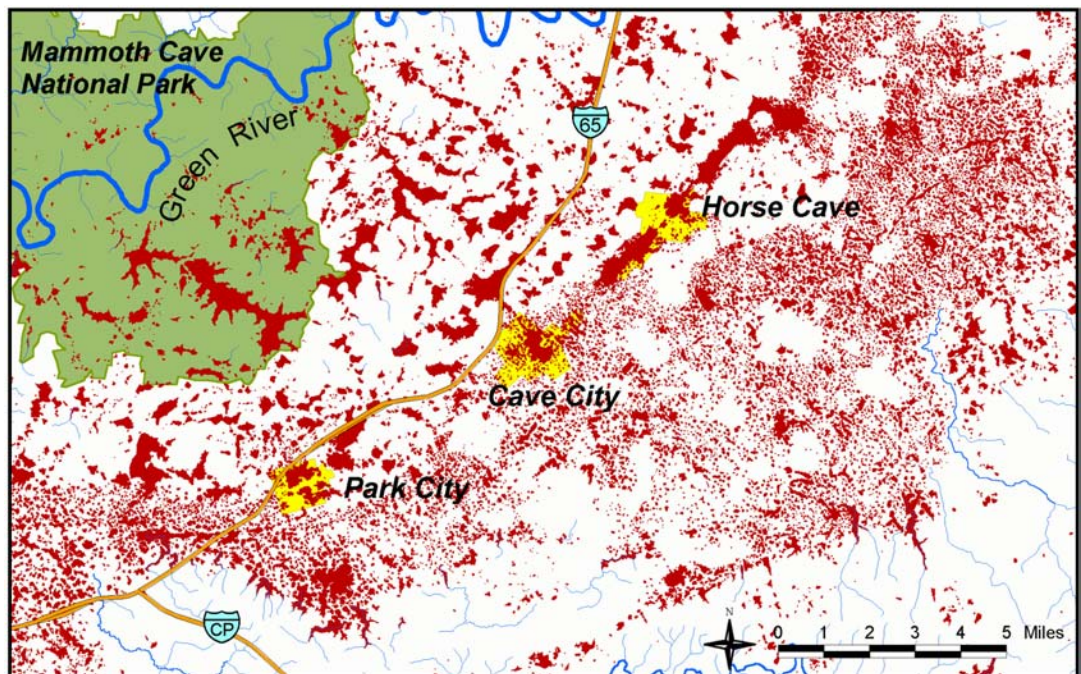 Mammoth Cave
National Park
Green River
65
Horse Cave
Cave City
Park City
CP
N
0 1 2 3 4 5 Miles